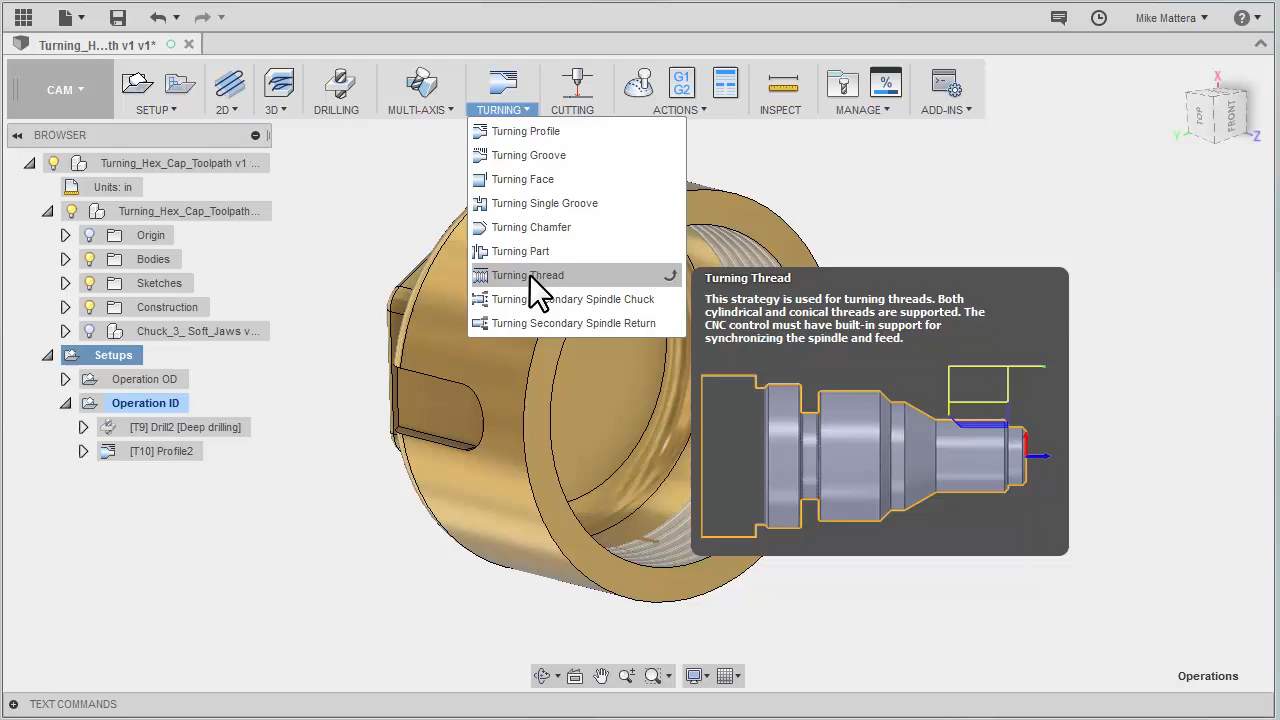 Mike Mattera
Turning_H...th v1 v1*
CAM
SETUP
2D
3D
DRILLING
MULTI-AXIS
TURNING
CUTTING
G1
G2
ACTIONS
INSPECT
%
MANAGE
ADD-INS
X
TOP
FRONT
Y
Z
BROWSER
Turning_Hex_Cap_Toolpath v1 ...
Units: in
Turning_Hex_Cap_Toolpath...
Origin
Bodies
Sketches
Construction
Chuck_3_ Soft_Jaws v...
Setups
Operation OD
Operation ID
[T9] Drill2 [Deep drilling]
[T10] Profile2
Turning Profile
Turning Groove
Turning Face
Turning Single Groove
Turning Chamfer
Turning Part
Turning Thread
Turning Secondary Spindle Chuck
Turning Secondary Spindle Return
Turning Thread
This strategy is used for turning threads. Both
cylindrical and conical threads are supported. The
CNC control must have built-in support for
synchronizing the spindle and feed.
Operations
TEXT COMMANDS